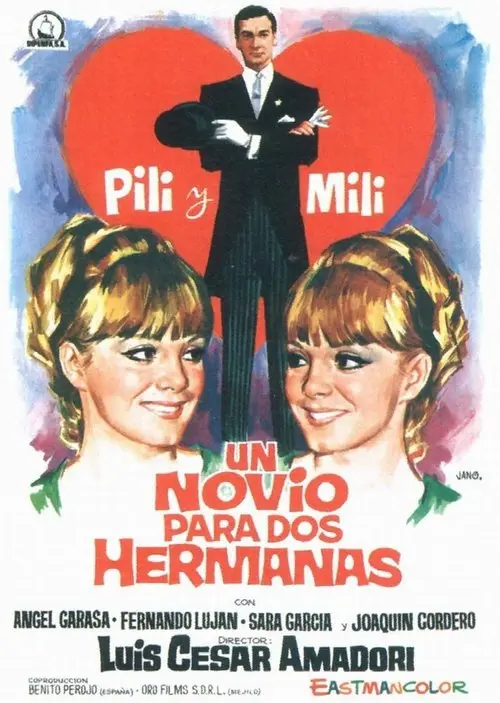 DIPENFA, S.A.
Pili y Mili
JANO.
UN
NOVIO
PARA DOS
HERMANAS
CON
ANGEL GARASA · FERNANDO LUJAN · SARA GARCIA y JOAQUIN CORDERO
DIRECTOR:
LUIS CESAR AMADORI
COPRODUCCION
BENITO PEROJO (ESPAÑA) - ORO FILMS S.D.R.L. (MEJICO)
EASTMANCOLOR